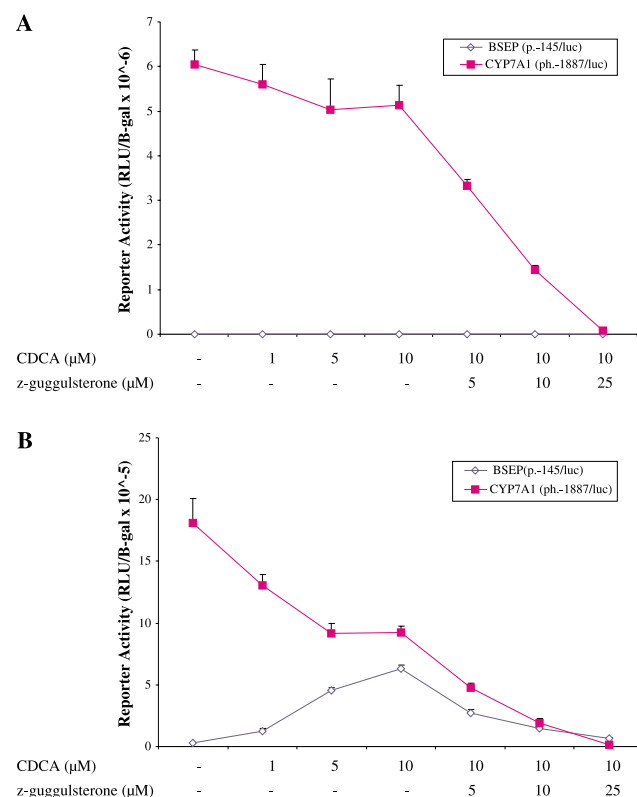 A
Reporter Activity (RLU/B-gal x 10^-6)
7
6
5
4
3
2
1
0
BSEP (p.-145/luc)
CYP7A1 (ph.-1887/luc)
CDCA (µM) - 1 5 10 10 10 10
z-guggulsterone (µM) - - - - 5 10 25
B
Reporter Activity (RLU/B-gal x 10^-5)
25
20
15
10
5
0
BSEP(p.-145/luc)
CYP7A1 (ph.-1887/luc)
CDCA (µM) - 1 5 10 10 10 10
z-guggulsterone (µM) - - - - 5 10 25